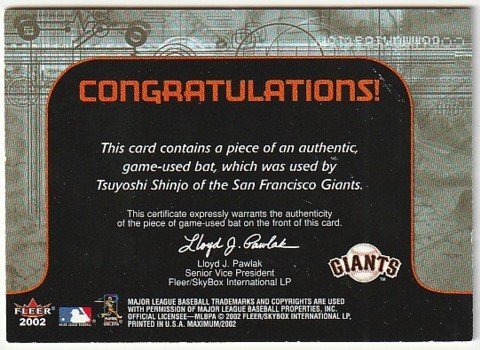 CONGRATULATIONS!
This card contains a piece of an authentic,
game-used bat, which was used by
Tsuyoshi Shinjo of the San Francisco Giants.
This certificate expressly warrants the authenticity
of the piece of game-used bat on the front of this card.
Lloyd J. Pawlak
Lloyd J. Pawlak
Senior Vice President
Fleer/SkyBox International LP
GIANTS
FLEER
2002
MAJOR LEAGUE BASEBALL TRADEMARKS AND COPYRIGHTS ARE USED
WITH PERMISSION OF MAJOR LEAGUE BASEBALL PROPERTIES, INC.
OFFICIAL LICENSEE—MLBPA © 2002 FLEER/SKYBOX INTERNATIONAL LP,
PRINTED IN U.S.A. MAXIMUM/2002